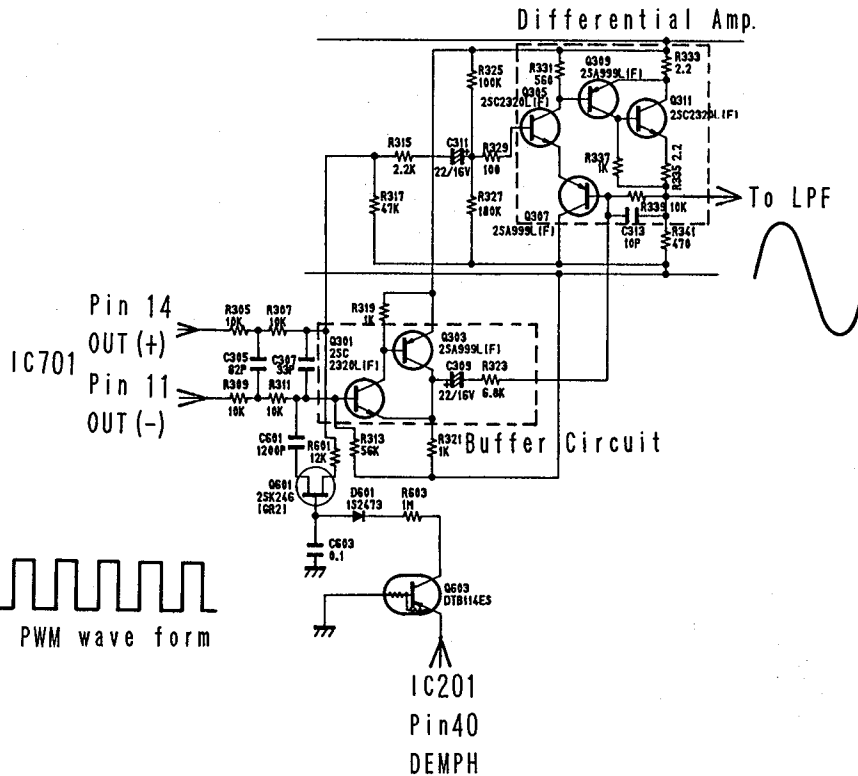 Differential Amp.
R325
100K
R331
560
Q309
2SA999L(F)
R333
2.2
Q305
2SC2320L(F)
Q311
2SC2320L(F)
R315
2.2K
C311
22/16V
R329
100
R337
1K
R335 2.2
R317
47K
R327
180K
R339 10K
To LPF
Q307
2SA999L(F)
C313
10P
R341
470
Pin 14
OUT(+)
IC701
Pin 11
OUT(-)
R305
10K
R307
10K
R319
1K
Q301
2SC
2320L(F)
Q303
2SA999L(F)
C305
82P
C307
33P
C309
22/16V
R323
6.8K
R309
10K
R311
10K
C601
1200P
R601
12K
R313
56K
R321
1K
Buffer Circuit
Q601
2SK246
(GR2)
D601
1S2473
R603
1M
C603
0.1
Q603
DTB114ES
PWM wave form
IC201
Pin40
DEMPH